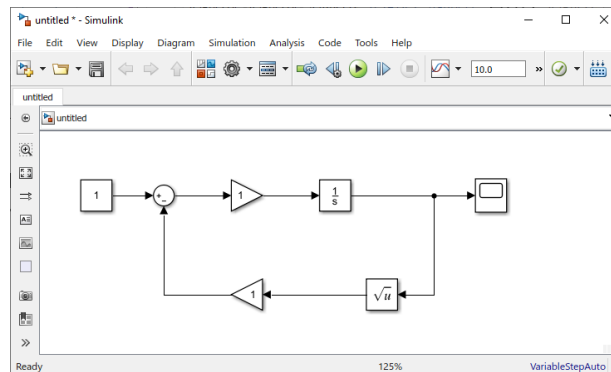 untitled * - Simulink
File Edit View Display Diagram Simulation Analysis Code Tools Help
10.0 »
untitled
untitled
1 + - 1 1/s
1 √u
Ready 125% VariableStepAuto